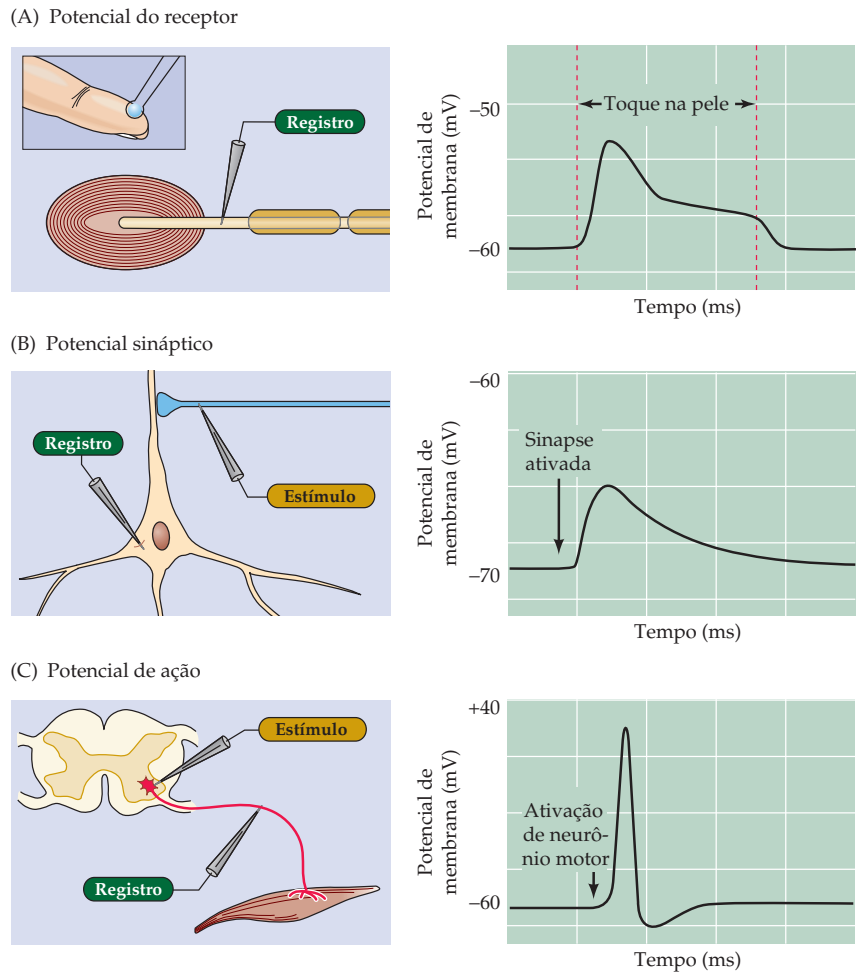 (A) Potencial do receptor
Registro
Potencial de
membrana (mV)
–50
–60
Toque na pele
Tempo (ms)
(B) Potencial sináptico
Registro
Estímulo
Potencial de
membrana (mV)
–60
–70
Sinapse
ativada
Tempo (ms)
(C) Potencial de ação
Estímulo
Registro
Potencial de
membrana (mV)
+40
–60
Ativação
de neurô-
nio motor
Tempo (ms)